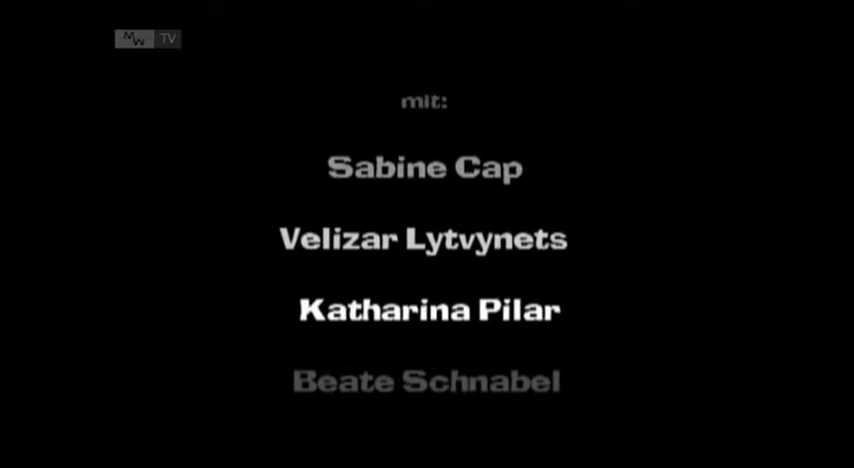 MW TV
mit:
Sabine Cap
Velizar Lytvynets
Katharina Pilar
Beate Schnabel